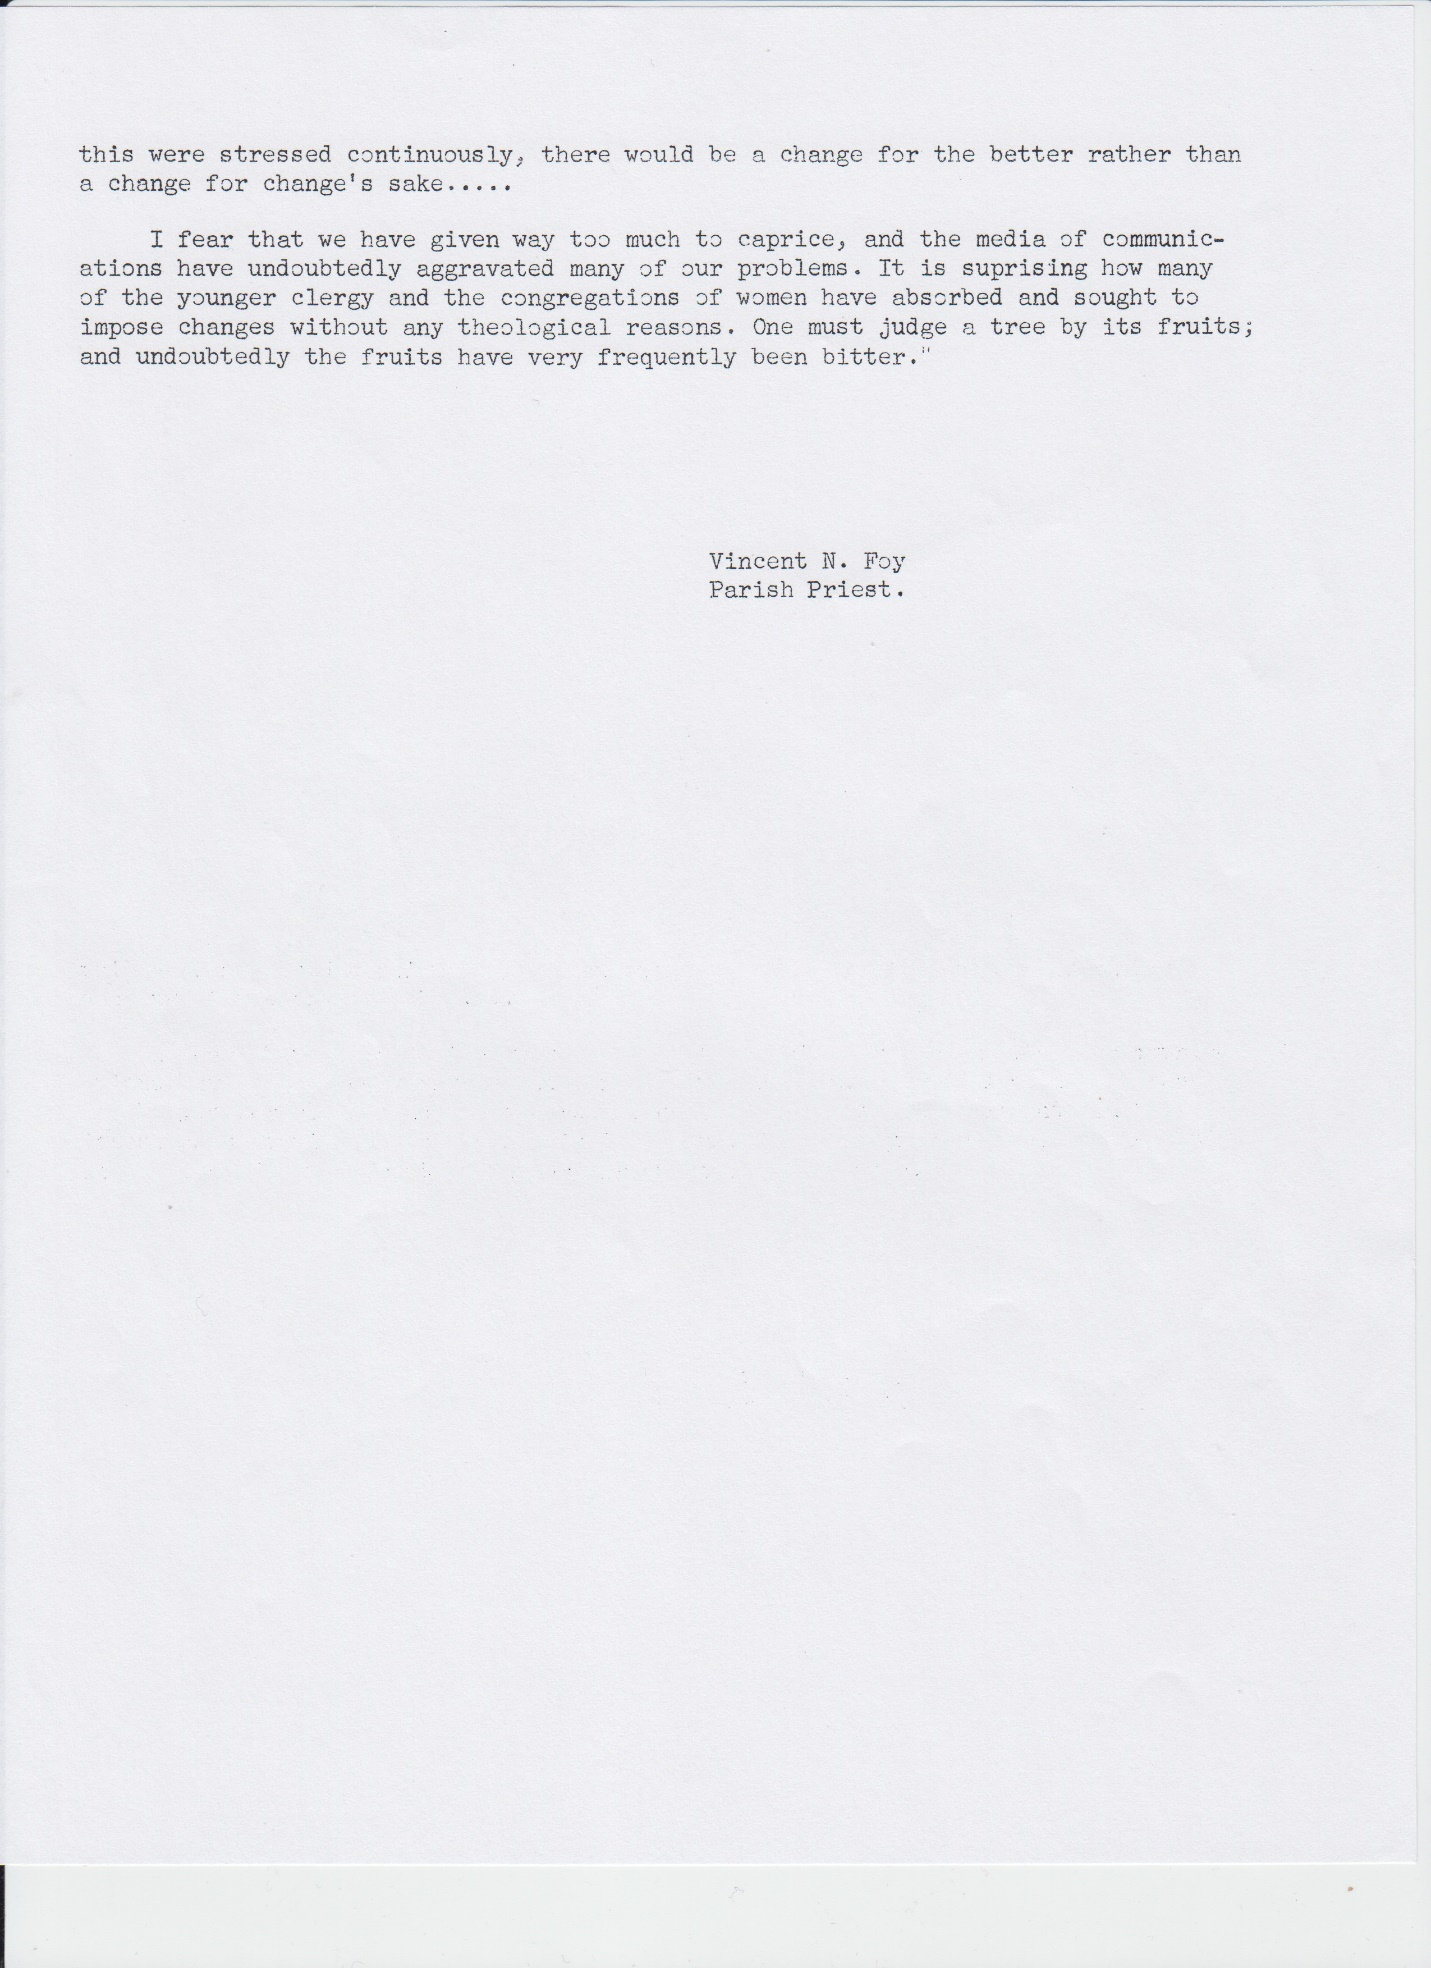 this were stressed continuously, there would be a change for the better rather than
a change for change's sake.....
I fear that we have given way too much to caprice, and the media of communic-
ations have undoubtedly aggravated many of our problems. It is suprising how many
of the younger clergy and the congregations of women have absorbed and sought to
impose changes without any theological reasons. One must judge a tree by its fruits;
and undoubtedly the fruits have very frequently been bitter."
Vincent N. Foy
Parish Priest.